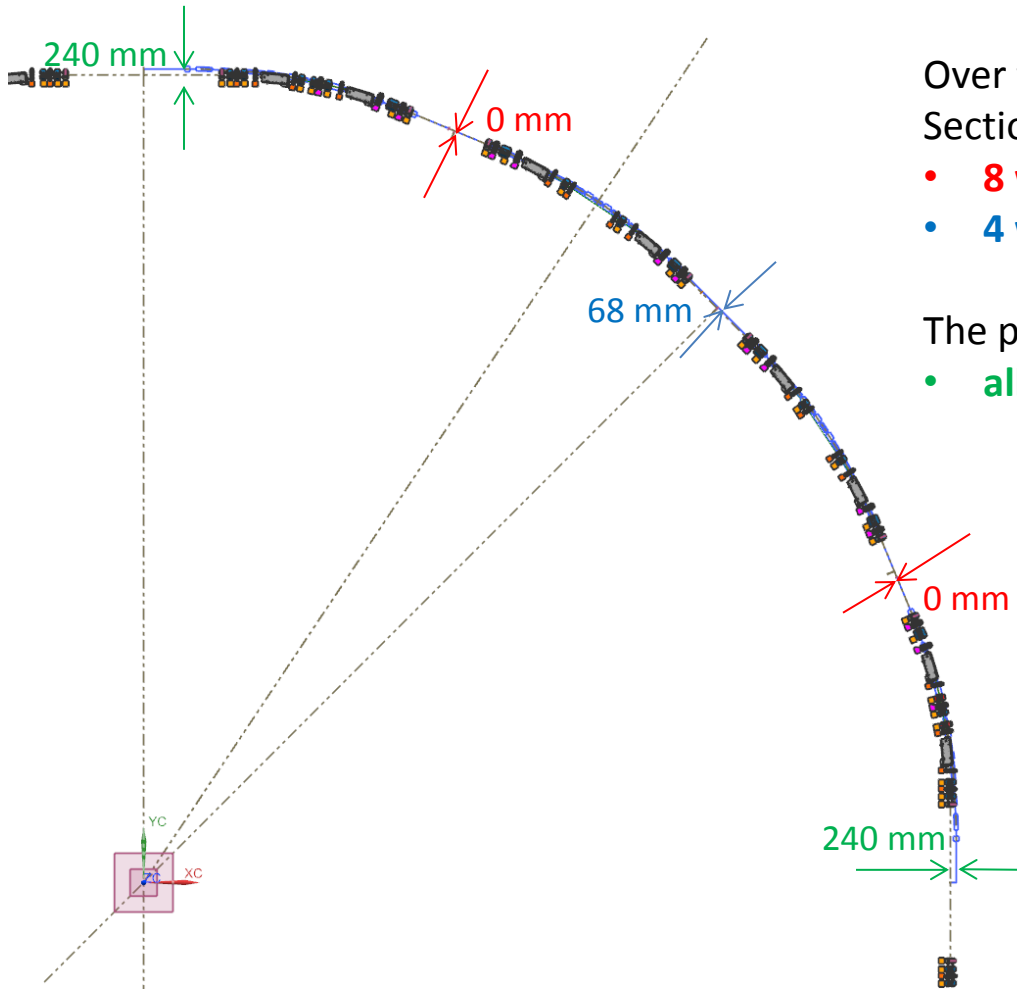 240 mm
0 mm
68 mm
0 mm
240 mm
YC
XC
Over
Sectio
• 8
• 4
The p
• al